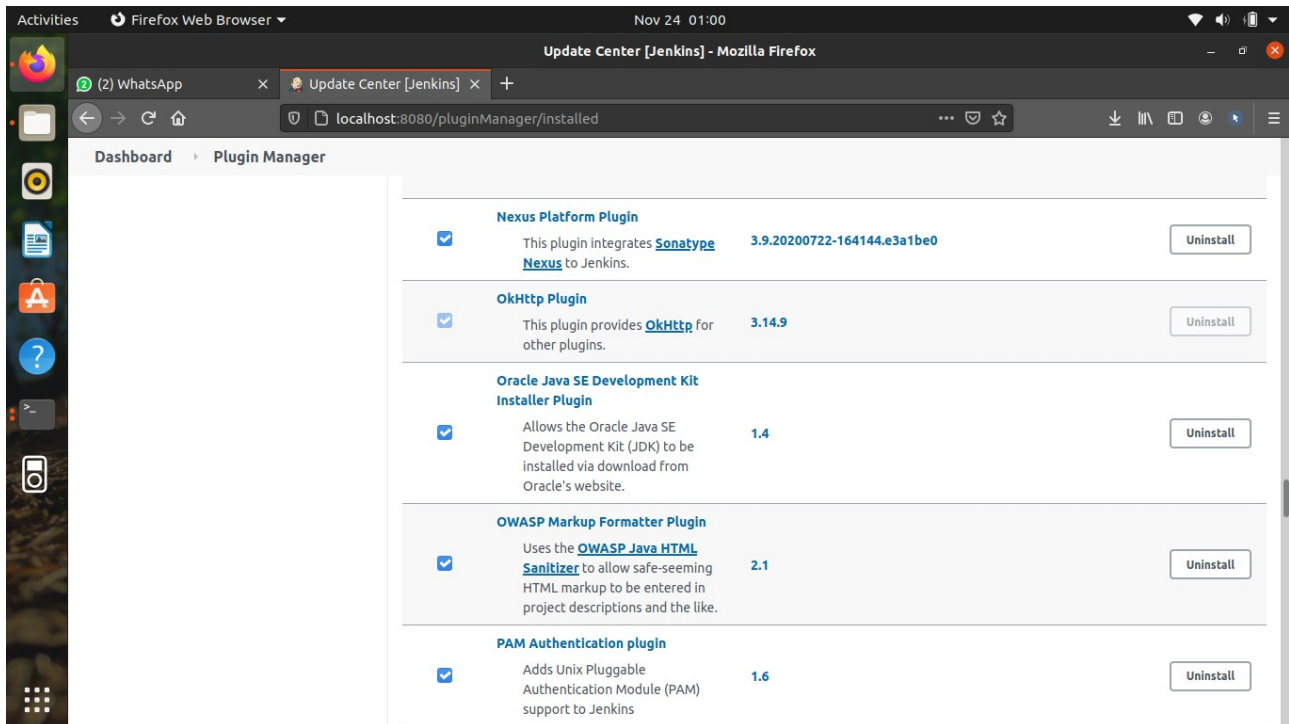 Activities
Firefox Web Browser
Nov 24 01:00
Update Center [Jenkins] - Mozilla Firefox
(2) WhatsApp
Update Center [Jenkins]
localhost:8080/pluginManager/installed
Dashboard
Plugin Manager
Nexus Platform Plugin
This plugin integrates Sonatype
Nexus to Jenkins.
3.9.20200722-164144.e3a1be0
Uninstall
OkHttp Plugin
This plugin provides OkHttp for
other plugins.
3.14.9
Uninstall
Oracle Java SE Development Kit
Installer Plugin
Allows the Oracle Java SE
Development Kit (JDK) to be
installed via download from
Oracle's website.
1.4
Uninstall
OWASP Markup Formatter Plugin
Uses the OWASP Java HTML
Sanitizer to allow safe-seeming
HTML markup to be entered in
project descriptions and the like.
2.1
Uninstall
PAM Authentication plugin
Adds Unix Pluggable
Authentication Module (PAM)
support to Jenkins
1.6
Uninstall